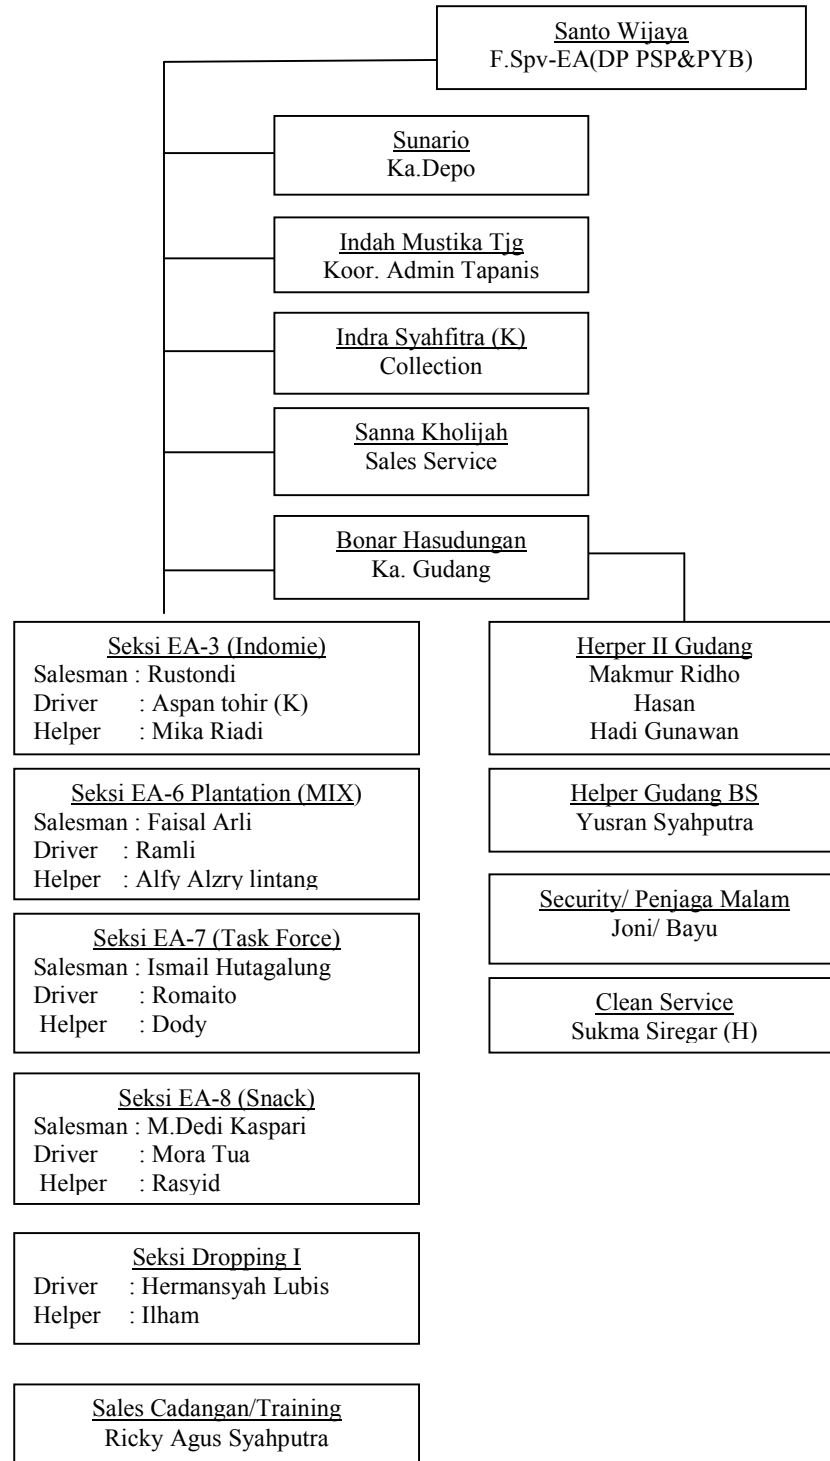 Santo Wijaya
F.Spv-EA(DP PSP&PYB)
Sunario
Ka.Depo
Indah Mustika Tjg
Koor. Admin Tapanis
Indra Syahfitra (K)
Collection
Sanna Kholijah
Sales Service
Bonar Hasudungan
Ka. Gudang
Seksi EA-3 (Indomie)
Salesman : Rustondi
Driver : Aspan tohir (K)
Helper : Mika Riadi
Seksi EA-6 Plantation (MIX)
Salesman : Faisal Arli
Driver : Ramli
Helper : Alfy Alzry lintang
Seksi EA-7 (Task Force)
Salesman : Ismail Hutagalung
Driver : Romaito
Helper : Dody
Seksi EA-8 (Snack)
Salesman : M.Dedi Kaspari
Driver : Mora Tua
Helper : Rasyid
Seksi Dropping I
Driver : Hermansyah Lubis
Helper : Ilham
Sales Cadangan/Training
Ricky Agus Syahputra
Herper II Gudang
Makmur Ridho
Hasan
Hadi Gunawan
Helper Gudang BS
Yusran Syahputra
Security/ Penjaga Malam
Joni/ Bayu
Clean Service
Sukma Siregar (H)